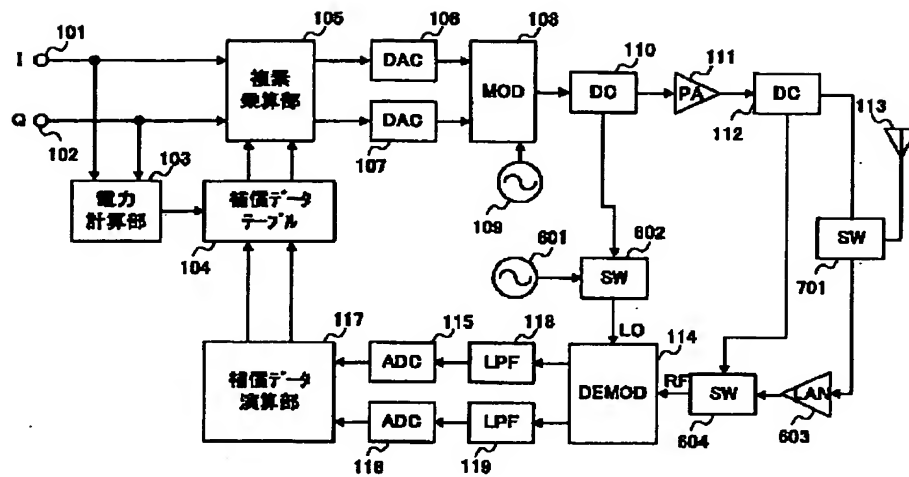 101
I
105
106
108
DAC
複素
乗算部
MOD
110
DC
111
PA
DC
112
113
Q
102
103
DAC
107
電力
計算部
補償データ
テーブル
104
109
601
602
SW
SW
701
LO
117
115
118
114
補償データ
演算部
ADC
LPF
DEMOD
RF
SW
LAN
603
604
ADC
LPF
118
119